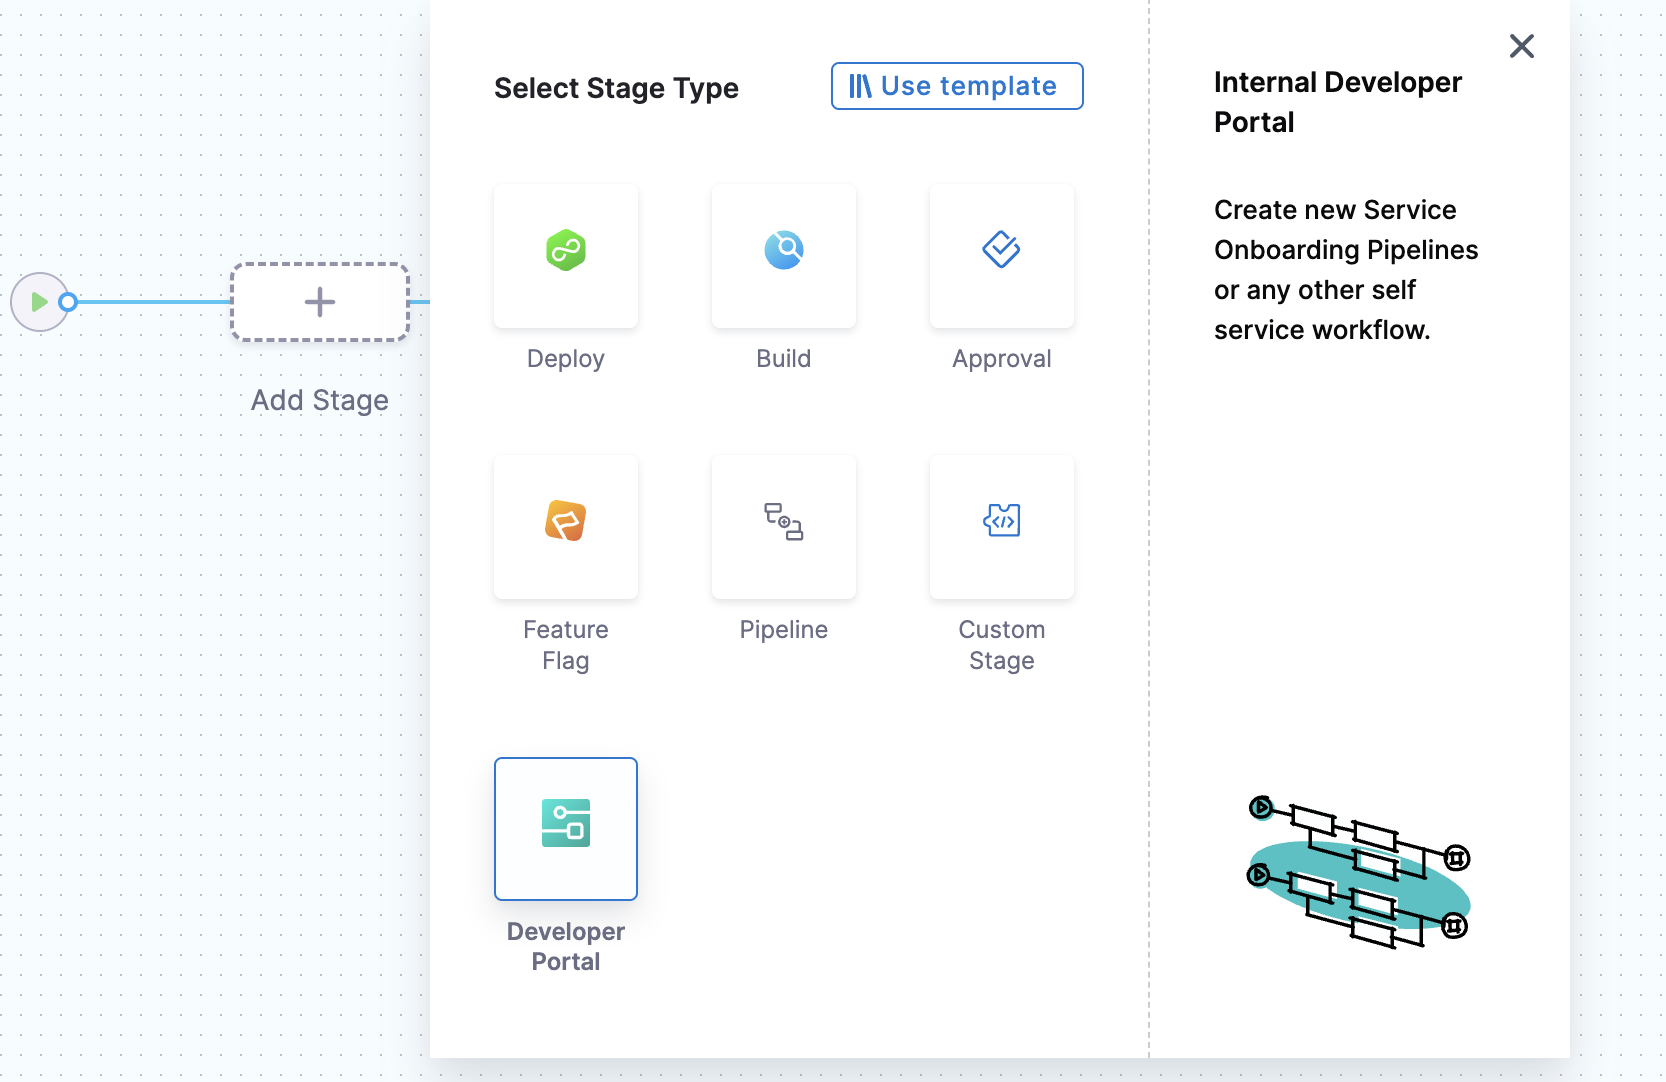 Select Stage Type
Use template
Deploy
Build
Approval
Feature
Flag
Pipeline
Custom
Stage
Developer
Portal
Add Stage
Internal Developer
Portal
Create new Service
Onboarding Pipelines
or any other self
service workflow.